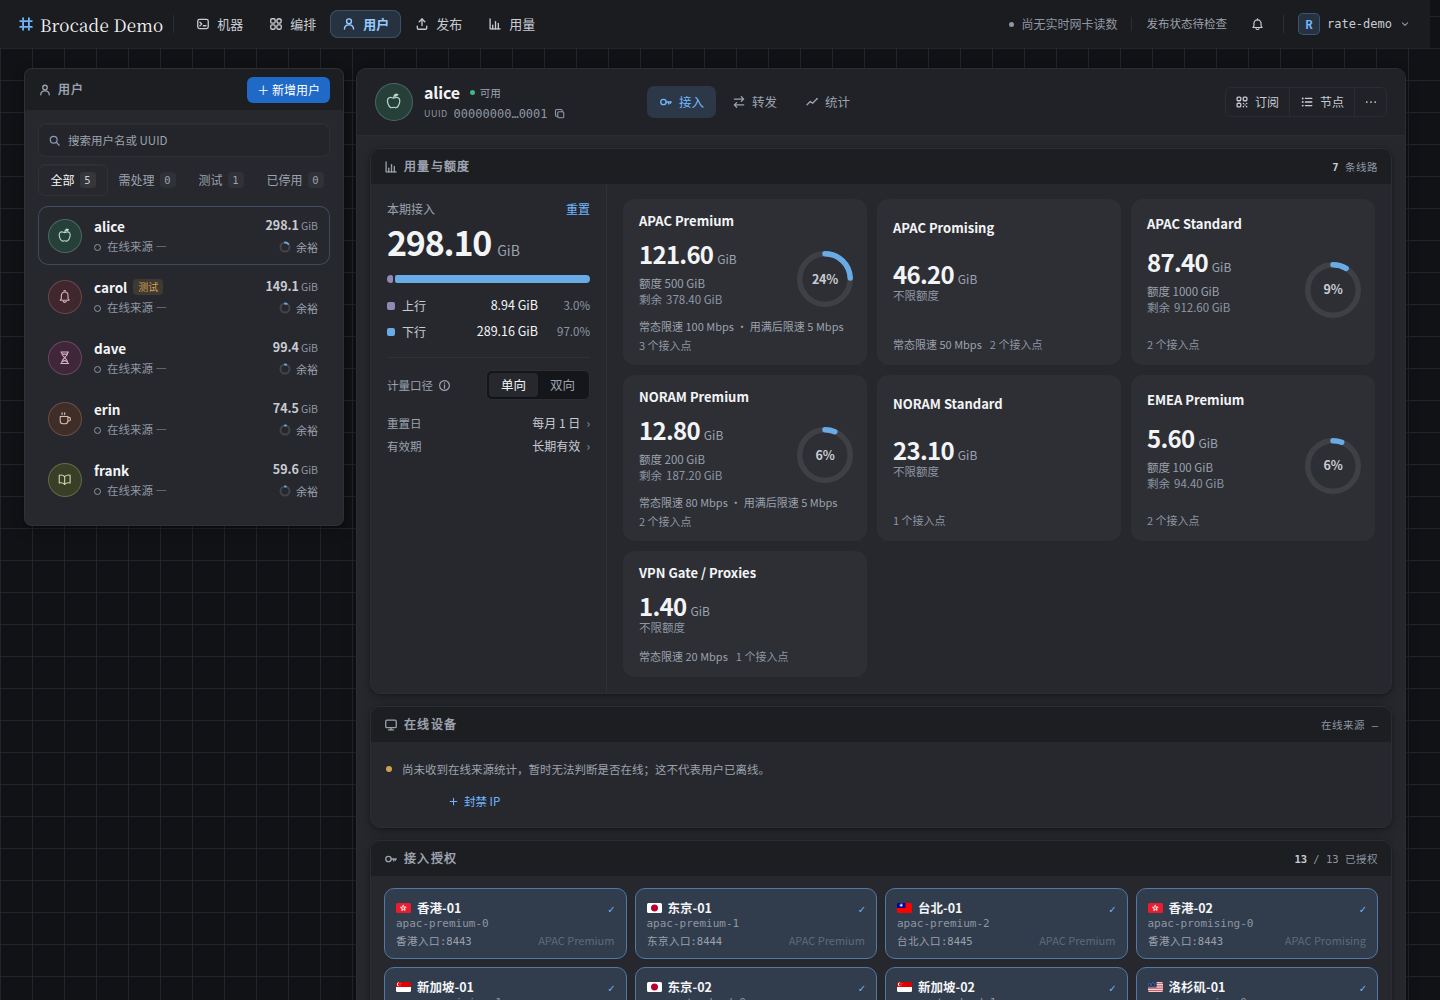 Brocade Demo
机器
编排
用户
发布
用量
尚无实时网卡读数
发布状态待检查
R
rate-demo
用户
新增用户
搜索用户名或 UUID
全部 5
需处理 0
测试 1
已停用 0
alice
298.1 GiB
在线来源 —
余裕
carol 测试
149.1 GiB
在线来源 —
余裕
dave
99.4 GiB
在线来源 —
余裕
erin
74.5 GiB
在线来源 —
余裕
frank
59.6 GiB
在线来源 —
余裕
alice
可用
UUID 00000000…0001
接入
转发
统计
订阅
节点
用量与额度
7 条线路
本期接入
重置
298.10 GiB
上行 8.94 GiB 3.0%
下行 289.16 GiB 97.0%
计量口径
单向
双向
重置日
每月 1 日 ›
有效期
长期有效 ›
APAC Premium
121.60 GiB
额度 500 GiB
剩余 378.40 GiB
24%
常态限速 100 Mbps · 用满后限速 5 Mbps
3 个接入点
APAC Promising
46.20 GiB
不限额度
常态限速 50 Mbps 2 个接入点
APAC Standard
87.40 GiB
额度 1000 GiB
剩余 912.60 GiB
9%
2 个接入点
NORAM Premium
12.80 GiB
额度 200 GiB
剩余 187.20 GiB
6%
常态限速 80 Mbps · 用满后限速 5 Mbps
2 个接入点
NORAM Standard
23.10 GiB
不限额度
1 个接入点
EMEA Premium
5.60 GiB
额度 100 GiB
剩余 94.40 GiB
6%
2 个接入点
VPN Gate / Proxies
1.40 GiB
不限额度
常态限速 20 Mbps 1 个接入点
在线设备
在线来源 —
尚未收到在线来源统计，暂时无法判断是否在线；这不代表用户已离线。
封禁 IP
接入授权
13 / 13 已授权
香港-01 ✓
apac-premium-0
香港入口:8443 APAC Premium
东京-01 ✓
apac-premium-1
东京入口:8444 APAC Premium
台北-01 ✓
apac-premium-2
台北入口:8445 APAC Premium
香港-02 ✓
apac-promising-0
香港入口:8443 APAC Promising
新加坡-01 ✓
东京-02 ✓
新加坡-02 ✓
洛杉矶-01 ✓